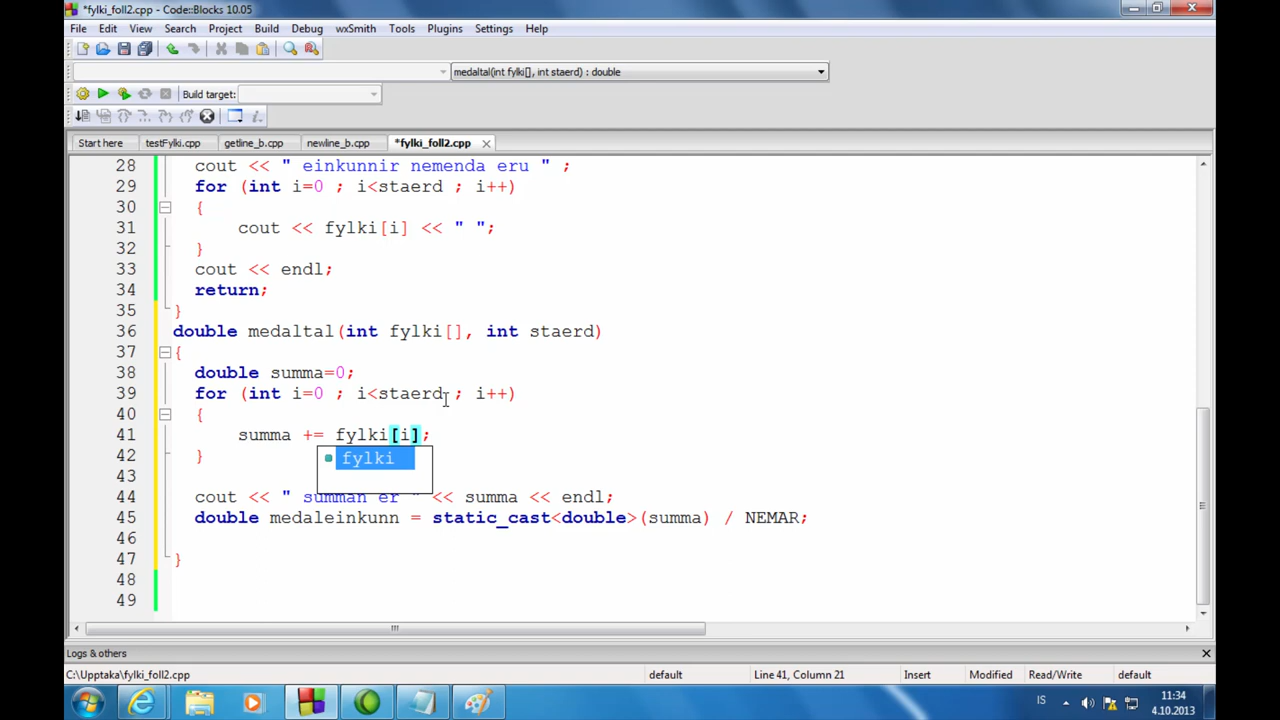 *fylki_foll2.cpp - Code::Blocks 10.05
File Edit View Search Project Build Debug wxSmith Tools Plugins Settings Help
medaltal(int fylki[], int staerd) : double
Build target:
Start here testFylki.cpp getline_b.cpp newline_b.cpp *fylki_foll2.cpp
28 cout << " einkunnir nemenda eru " ;
29 for (int i=0 ; i<staerd ; i++)
30 {
31 cout << fylki[i] << " ";
32 }
33 cout << endl;
34 return;
35 }
36 double medaltal(int fylki[], int staerd)
37 {
38 double summa=0;
39 for (int i=0 ; i<staerd ; i++)
40 {
41 summa += fylki[i];
42 }
fylki
43
44 cout << " summan er " << summa << endl;
45 double medaleinkunn = static_cast<double>(summa) / NEMAR;
46
47 }
48
49
Logs & others
C:\Upptaka\fylki_foll2.cpp default Line 41, Column 21 Insert Modified Read/Write default
IS 11:34
4.10.2013